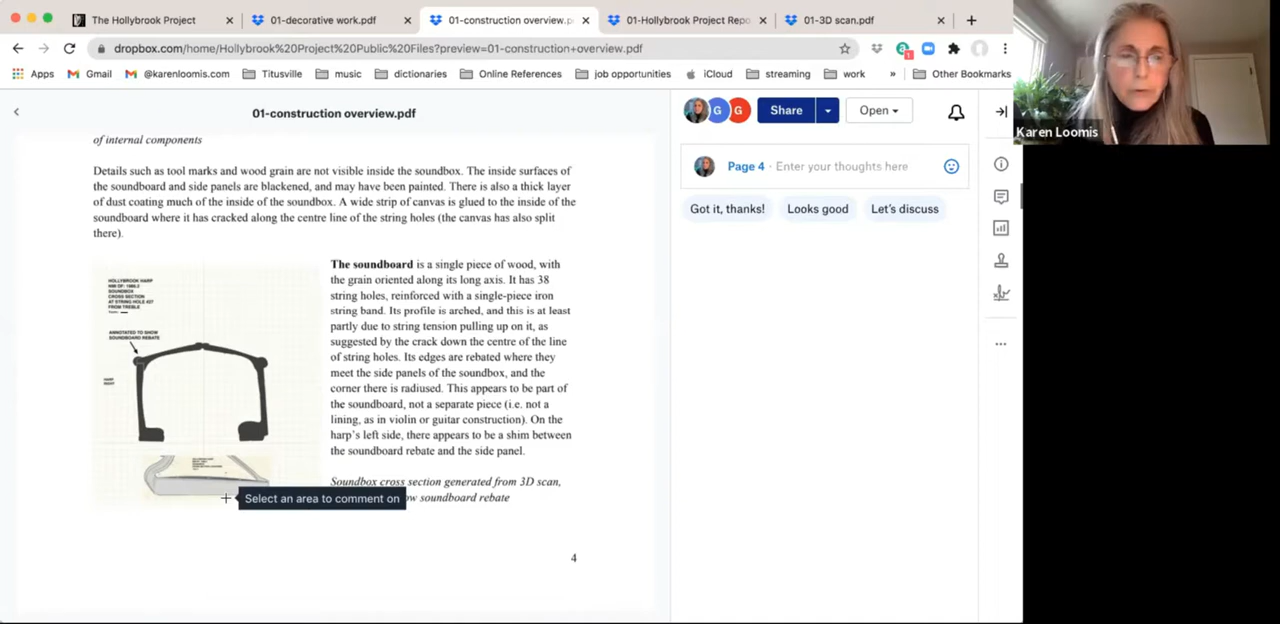 The Hollybrook Project
01-decorative work.pdf
01-construction overview.p
01-Hollybrook Project Repo
01-3D scan.pdf
dropbox.com/home/Hollybrook%20Project%20Public%20Files?preview=01-construction+overview.pdf
Apps Gmail @karenloomis.com Titusville music dictionaries Online References job opportunities iCloud streaming work » Other Bookmarks
01-construction overview.pdf
G G Share Open
Karen Loomis
of internal components
Page 4 · Enter your thoughts here
Got it, thanks! Looks good Let's discuss
Details such as tool marks and wood grain are not visible inside the soundbox. The inside surfaces of
the soundboard and side panels are blackened, and may have been painted. There is also a thick layer
of dust coating much of the inside of the soundbox. A wide strip of canvas is glued to the inside of the
soundboard where it has cracked along the centre line of the string holes (the canvas has also split
there).
HOLLYBROOK HARP
SOUNDBOX
CROSS SECTION
AT STRING HOLE #27
FROM TREBLE
ANNOTATED TO SHOW
SOUNDBOARD REBATE
HARP
RIGHT
The soundboard is a single piece of wood, with
the grain oriented along its long axis. It has 38
string holes, reinforced with a single-piece iron
string band. Its profile is arched, and this is at least
partly due to string tension pulling up on it, as
suggested by the crack down the centre of the line
of string holes. Its edges are rebated where they
meet the side panels of the soundbox, and the
corner there is radiused. This appears to be part of
the soundboard, not a separate piece (i.e. not a
lining, as in violin or guitar construction). On the
harp's left side, there appears to be a shim between
the soundboard rebate and the side panel.
Soundbox cross section generated from 3D scan,
ow soundboard rebate
Select an area to comment on
4